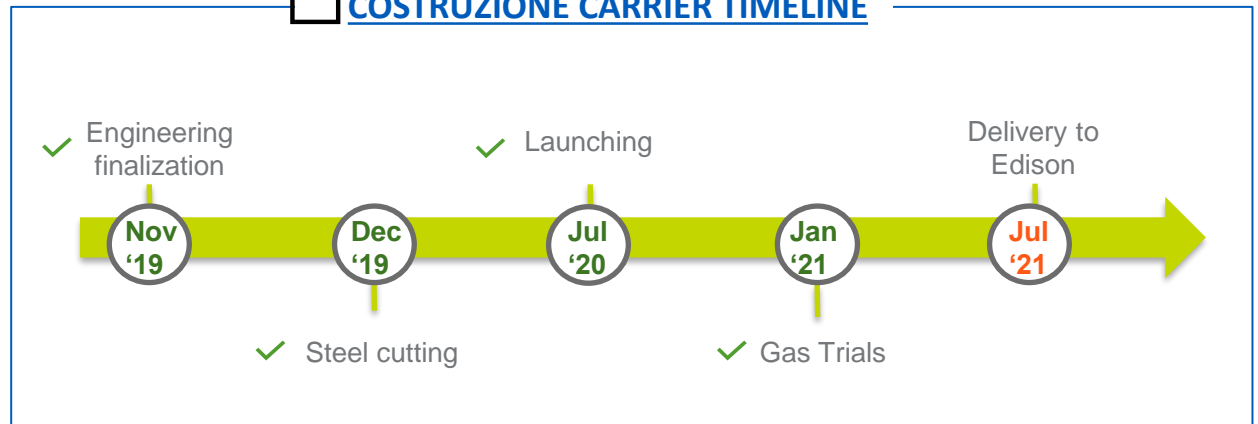 COSTRUZIONE CARRIER TIMELINE
Engineering
finalization
Launching
Delivery to
Edison
Nov
‘19
Dec
‘19
Jul
‘20
Jan
‘21
Jul
‘21
Steel cutting
Gas Trials